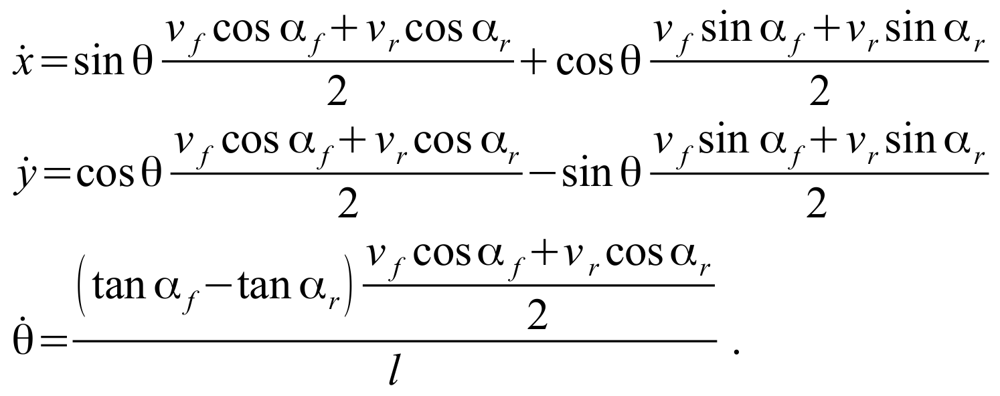 ẋ = sin θ (v_f cos α_f + v_r cos α_r)/2 + cos θ (v_f sin α_f + v_r sin α_r)/2
ẏ = cos θ (v_f cos α_f + v_r cos α_r)/2 − sin θ (v_f sin α_f + v_r sin α_r)/2
θ̇ = ((tan α_f − tan α_r) (v_f cos α_f + v_r cos α_r)/2)/l .